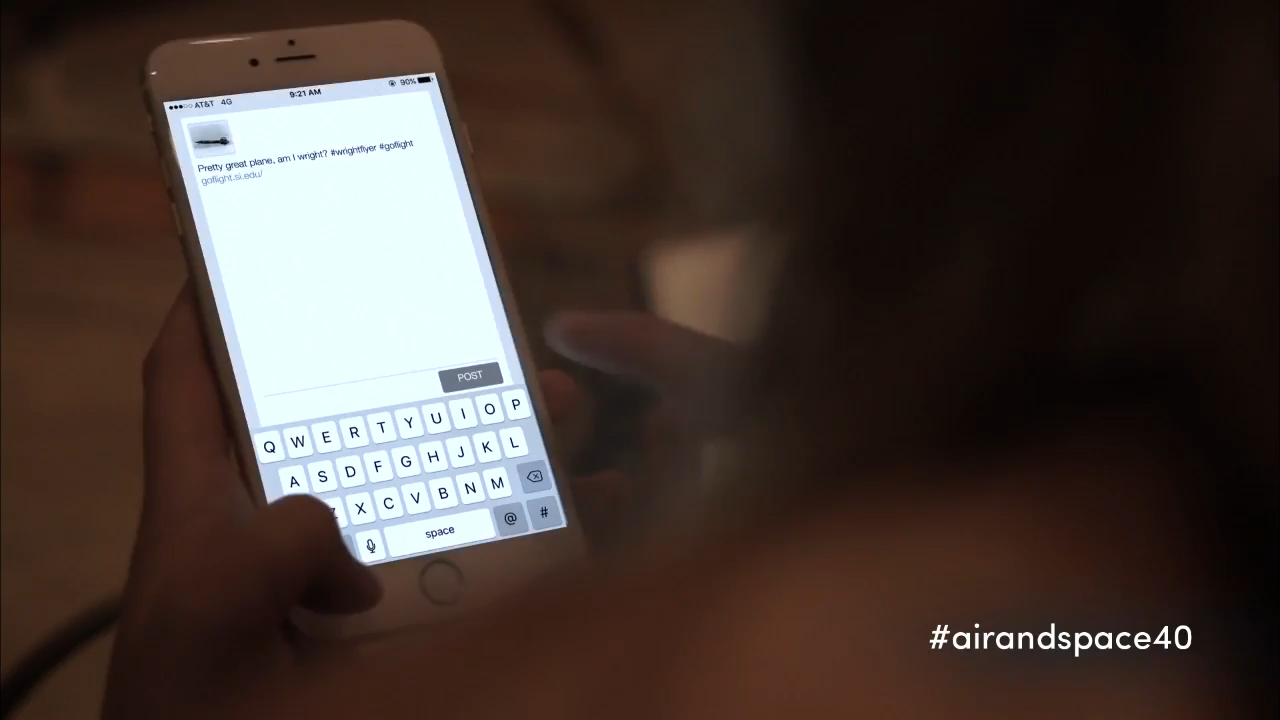 AT&T 4G 9:21 AM 90%
Pretty great plane, am I wright? #wrightflyer #goflight
goflight.si.edu/
POST
Q W E R T Y U I O P
A S D F G H J K L
Z X C V B N M
space @ #
#airandspace40